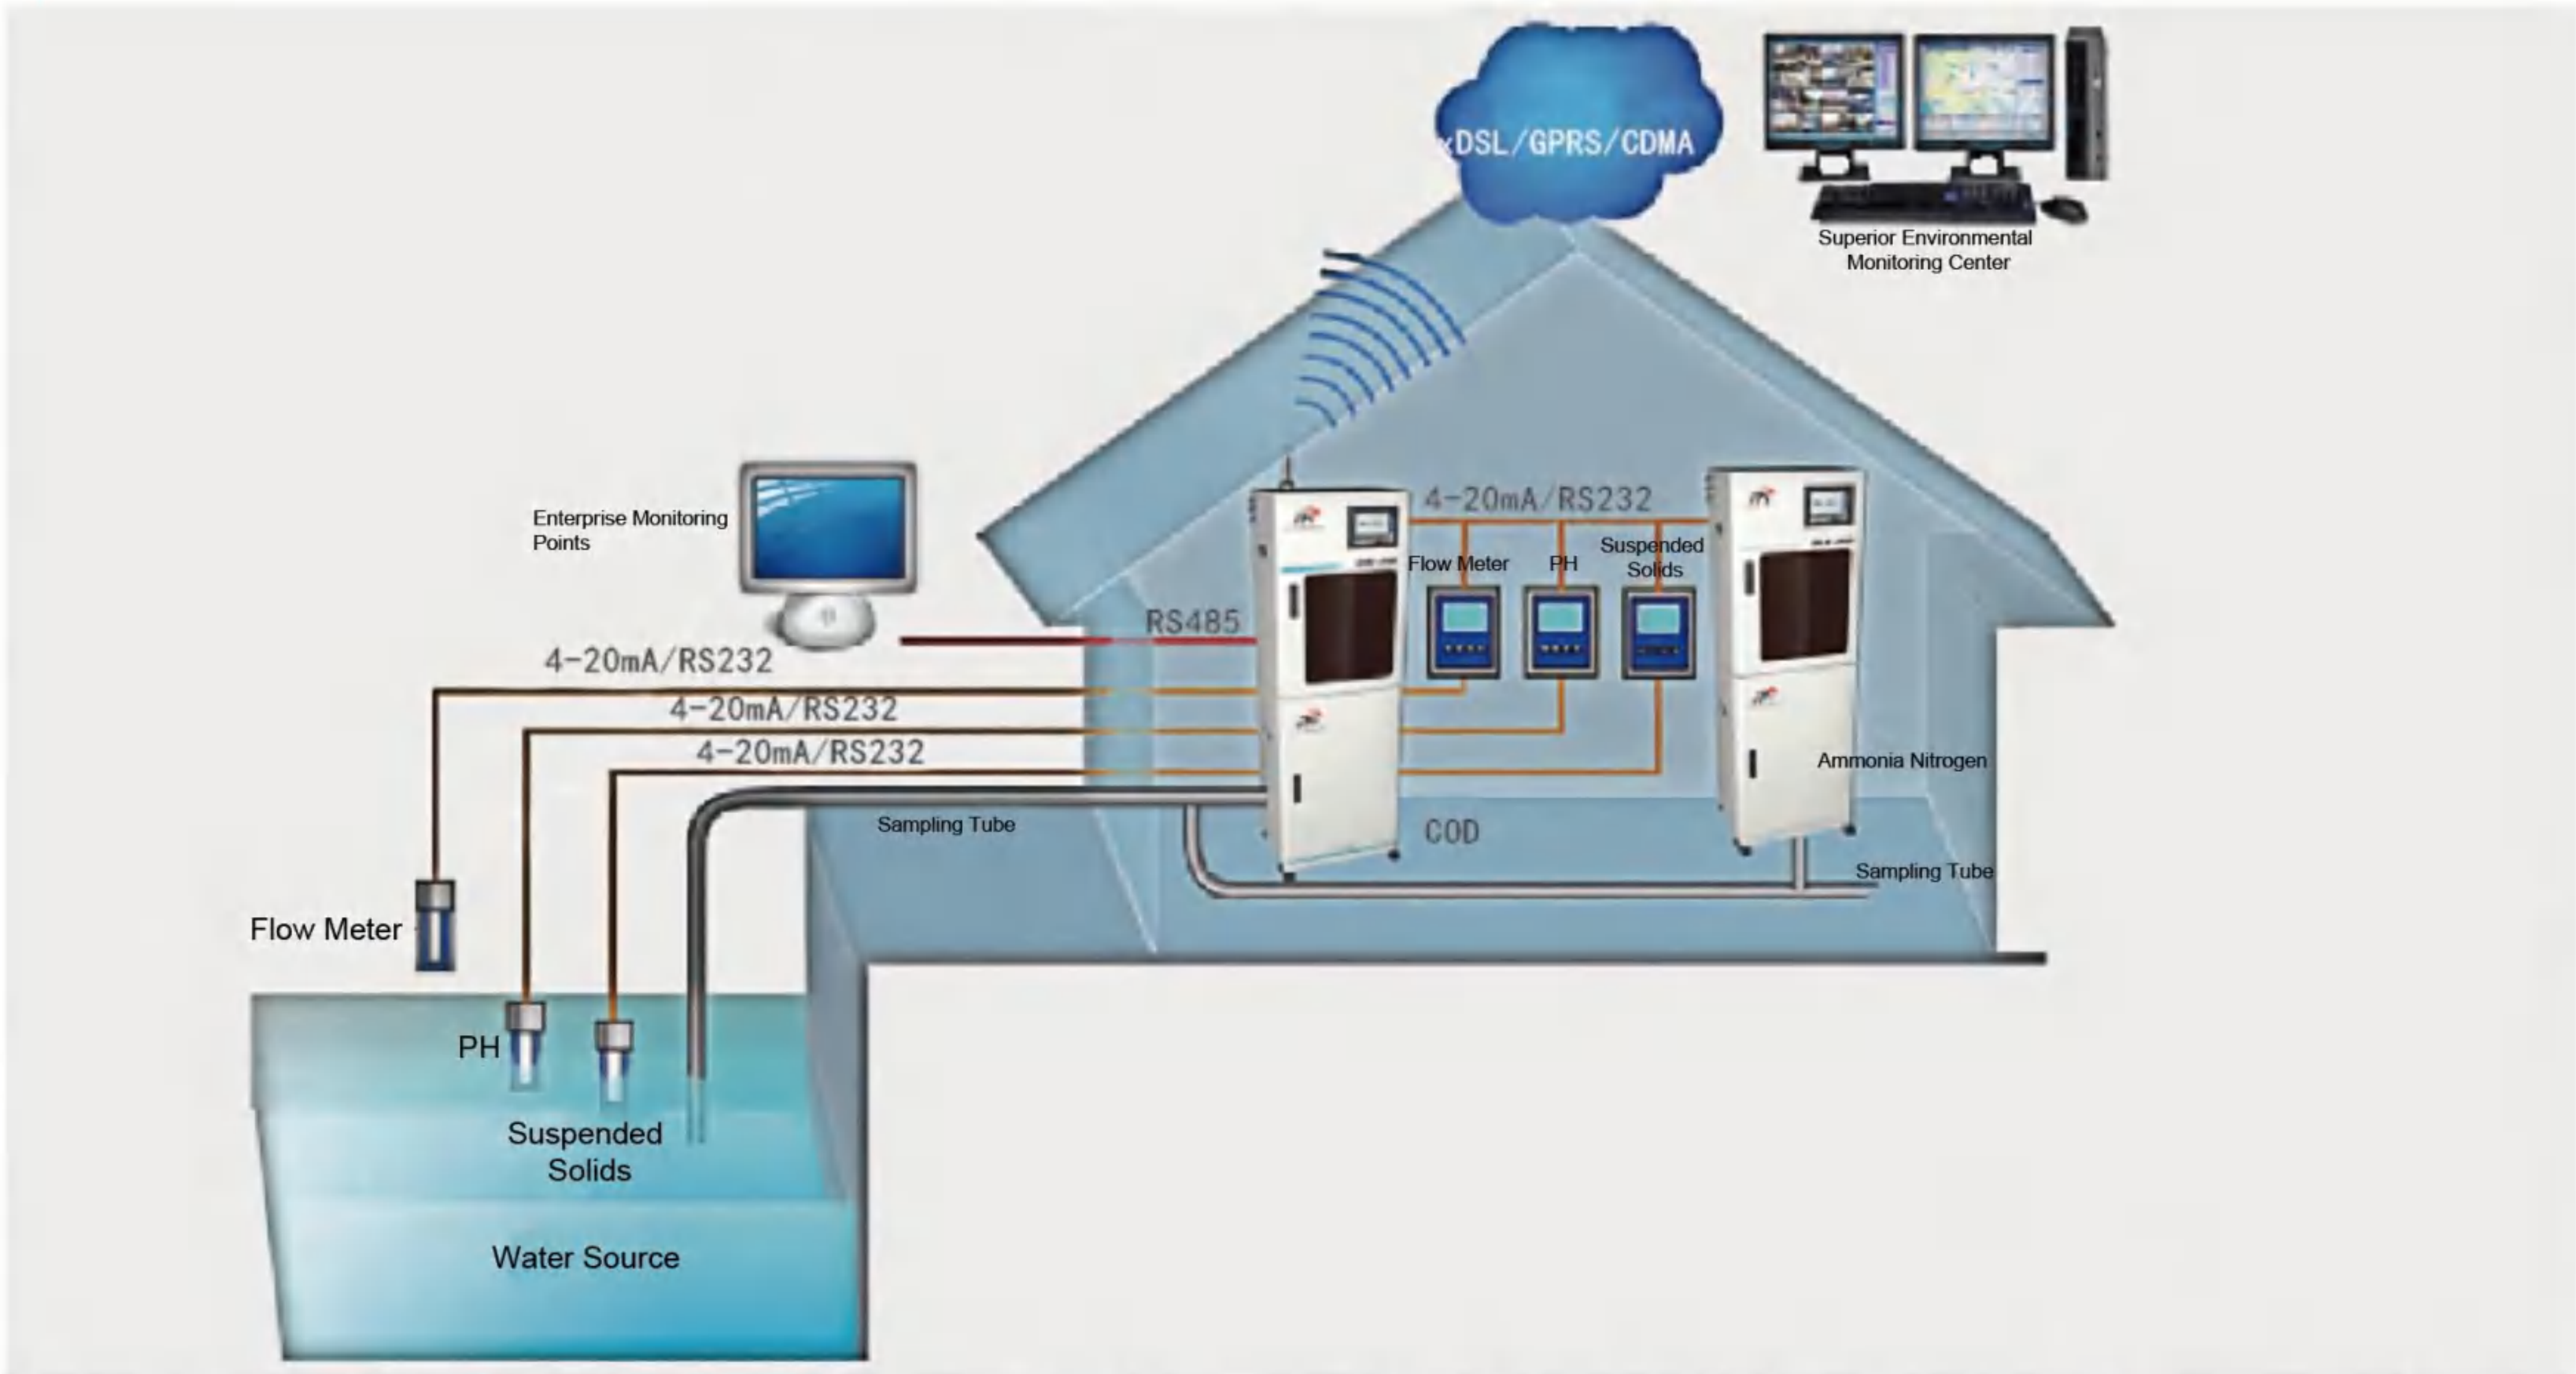 xDSL/GPRS/CDMA
Superior Environmental
Monitoring Center
Enterprise Monitoring
Points
4-20mA/RS232
Flow Meter
PH
Suspended
Solids
RS485
4-20mA/RS232
4-20mA/RS232
4-20mA/RS232
Ammonia Nitrogen
Sampling Tube
COD
Sampling Tube
Flow Meter
PH
Suspended
Solids
Water Source